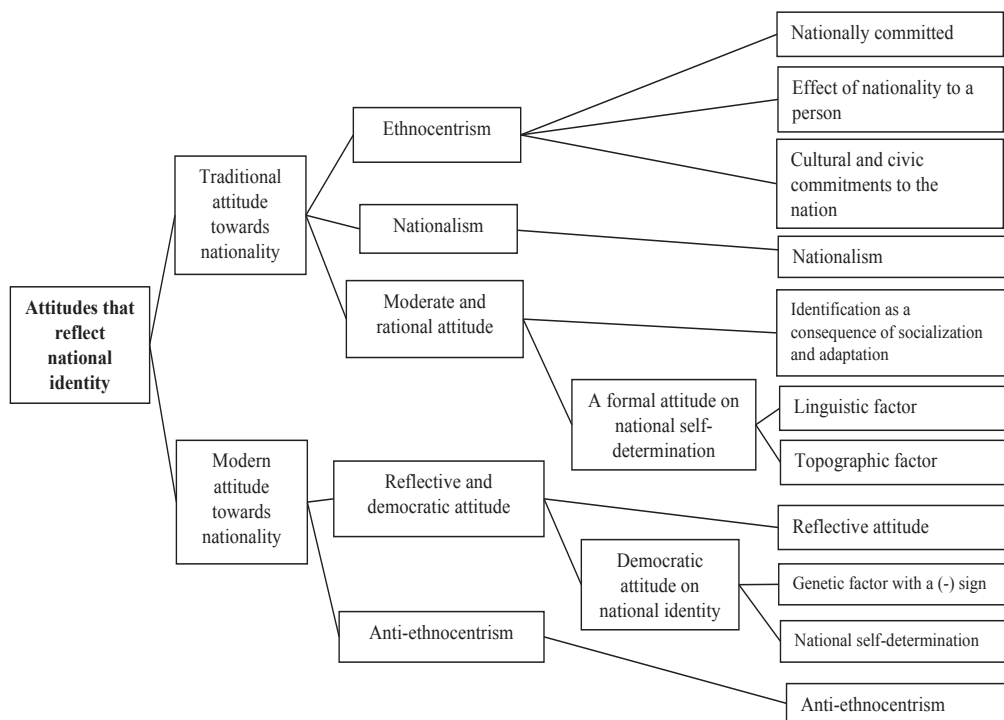 Attitudes that
reflect
national
identity
Traditional
attitude
towards
nationality
Modern
attitude
towards
nationality
Ethnocentrism
Nationalism
Moderate and
rational attitude
A formal attitude on
national self-
determination
Reflective and
democratic attitude
Democratic
attitude on
national identity
Anti-ethnocentrism
Nationally committed
Effect of nationality to a
person
Cultural and civic
commitments to the
nation
Nationalism
Identification as a
consequence of socialization
and adaptation
Linguistic factor
Topographic factor
Reflective attitude
Genetic factor with a (-) sign
National self-determination
Anti-ethnocentrism